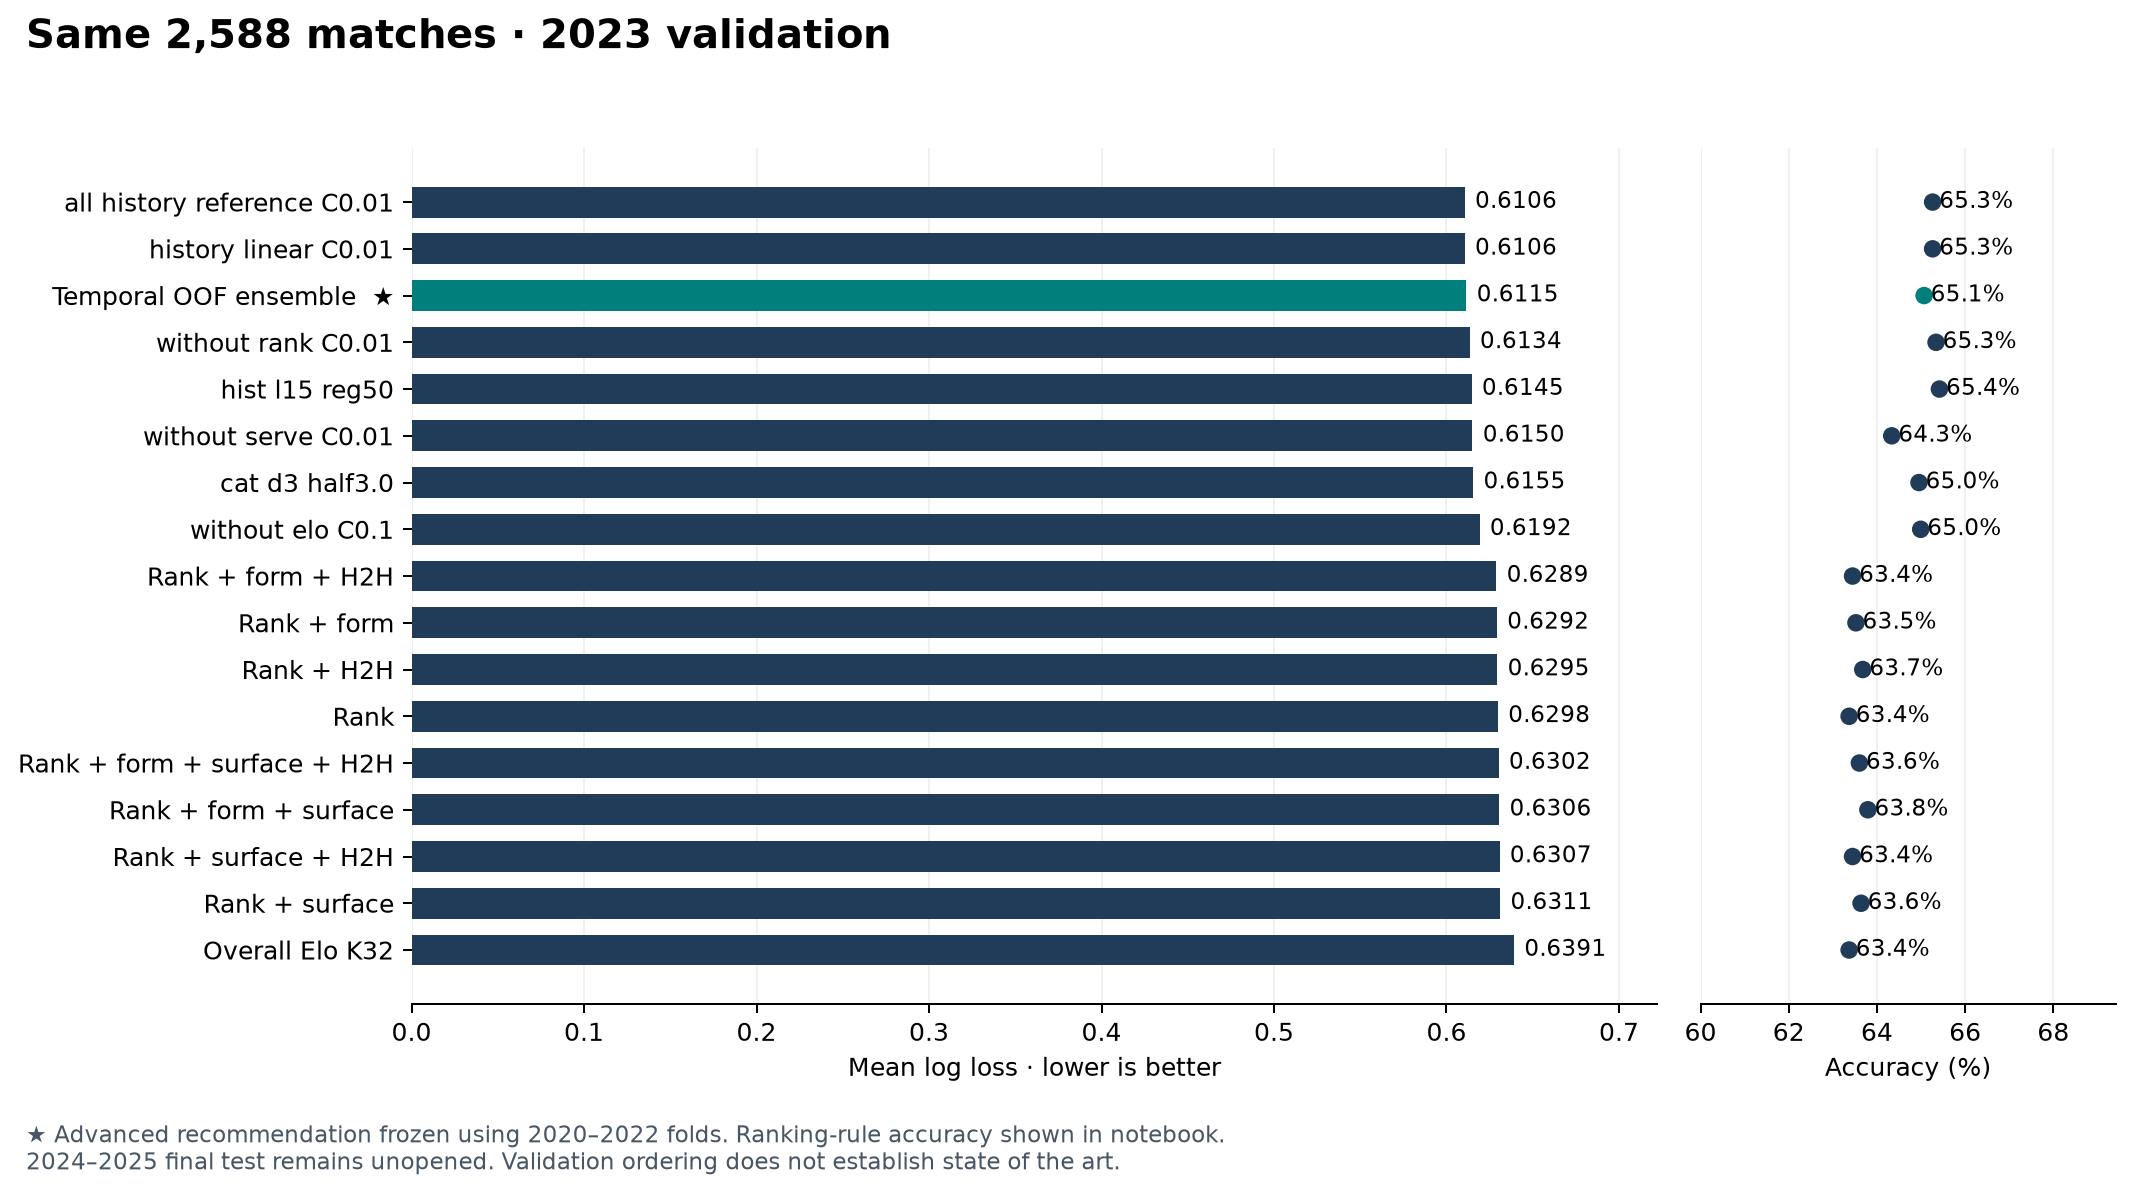 Same 2,588 matches · 2023 validation
all history reference C0.01 0.6106 65.3%
history linear C0.01 0.6106 65.3%
Temporal OOF ensemble ★ 0.6115 65.1%
without rank C0.01 0.6134 65.3%
hist l15 reg50 0.6145 65.4%
without serve C0.01 0.6150 64.3%
cat d3 half3.0 0.6155 65.0%
without elo C0.1 0.6192 65.0%
Rank + form + H2H 0.6289 63.4%
Rank + form 0.6292 63.5%
Rank + H2H 0.6295 63.7%
Rank 0.6298 63.4%
Rank + form + surface + H2H 0.6302 63.6%
Rank + form + surface 0.6306 63.8%
Rank + surface + H2H 0.6307 63.4%
Rank + surface 0.6311 63.6%
Overall Elo K32 0.6391 63.4%
0.0 0.1 0.2 0.3 0.4 0.5 0.6 0.7 60 62 64 66 68
Mean log loss · lower is better Accuracy (%)
★ Advanced recommendation frozen using 2020–2022 folds. Ranking-rule accuracy shown in notebook.
2024–2025 final test remains unopened. Validation ordering does not establish state of the art.